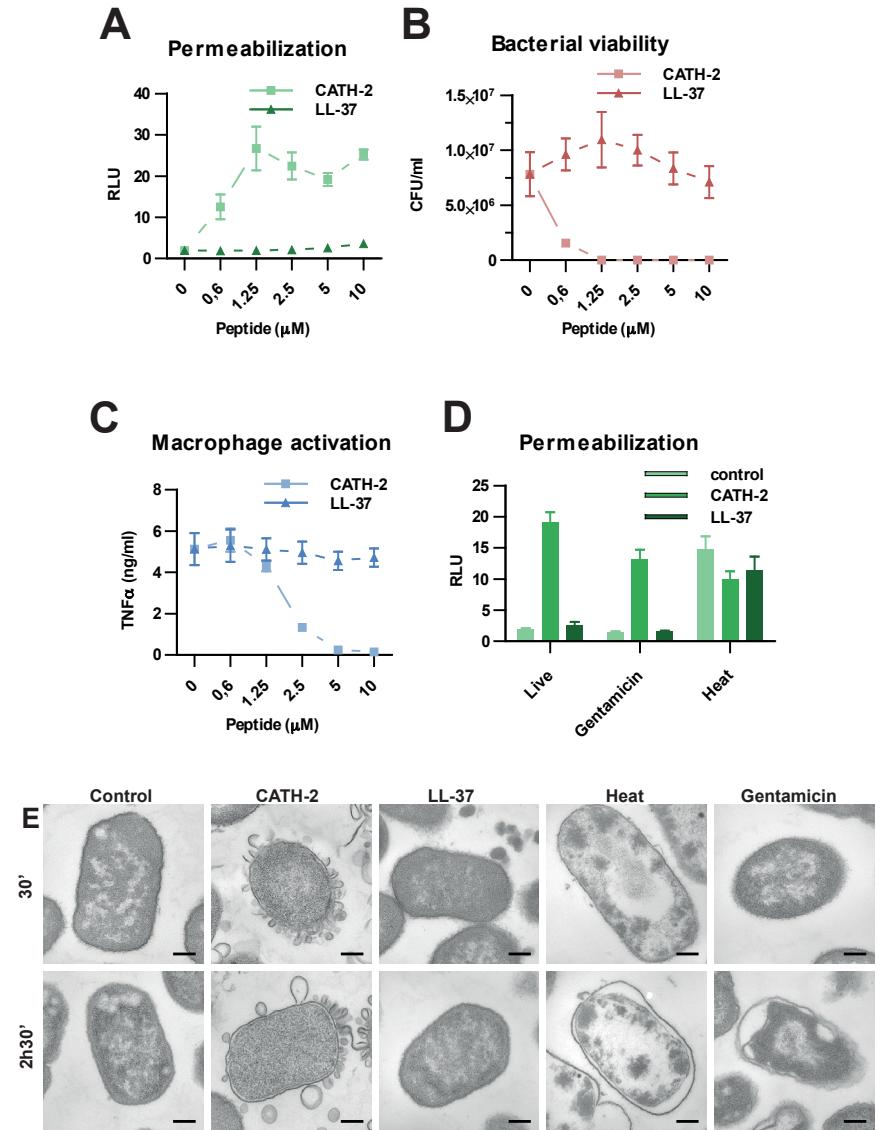 A
Permeabilization
CATH-2
LL-37
40
30
20
10
0
RLU
0
0,6
1.25
2.5
5
10
Peptide (µM)
B
Bacterial viability
CATH-2
LL-37
1.5×10⁷
1.0×10⁷
5.0×10⁶
0
CFU/ml
0
0,6
1.25
2.5
5
10
Peptide (µM)
C
Macrophage activation
CATH-2
LL-37
8
6
4
2
0
TNFα (ng/ml)
0
0,6
1.25
2.5
5
10
Peptide (µM)
D
Permeabilization
control
CATH-2
LL-37
25
20
15
10
5
0
RLU
Live
Gentamicin
Heat
E
Control CATH-2 LL-37 Heat Gentamicin
30'
2h30'